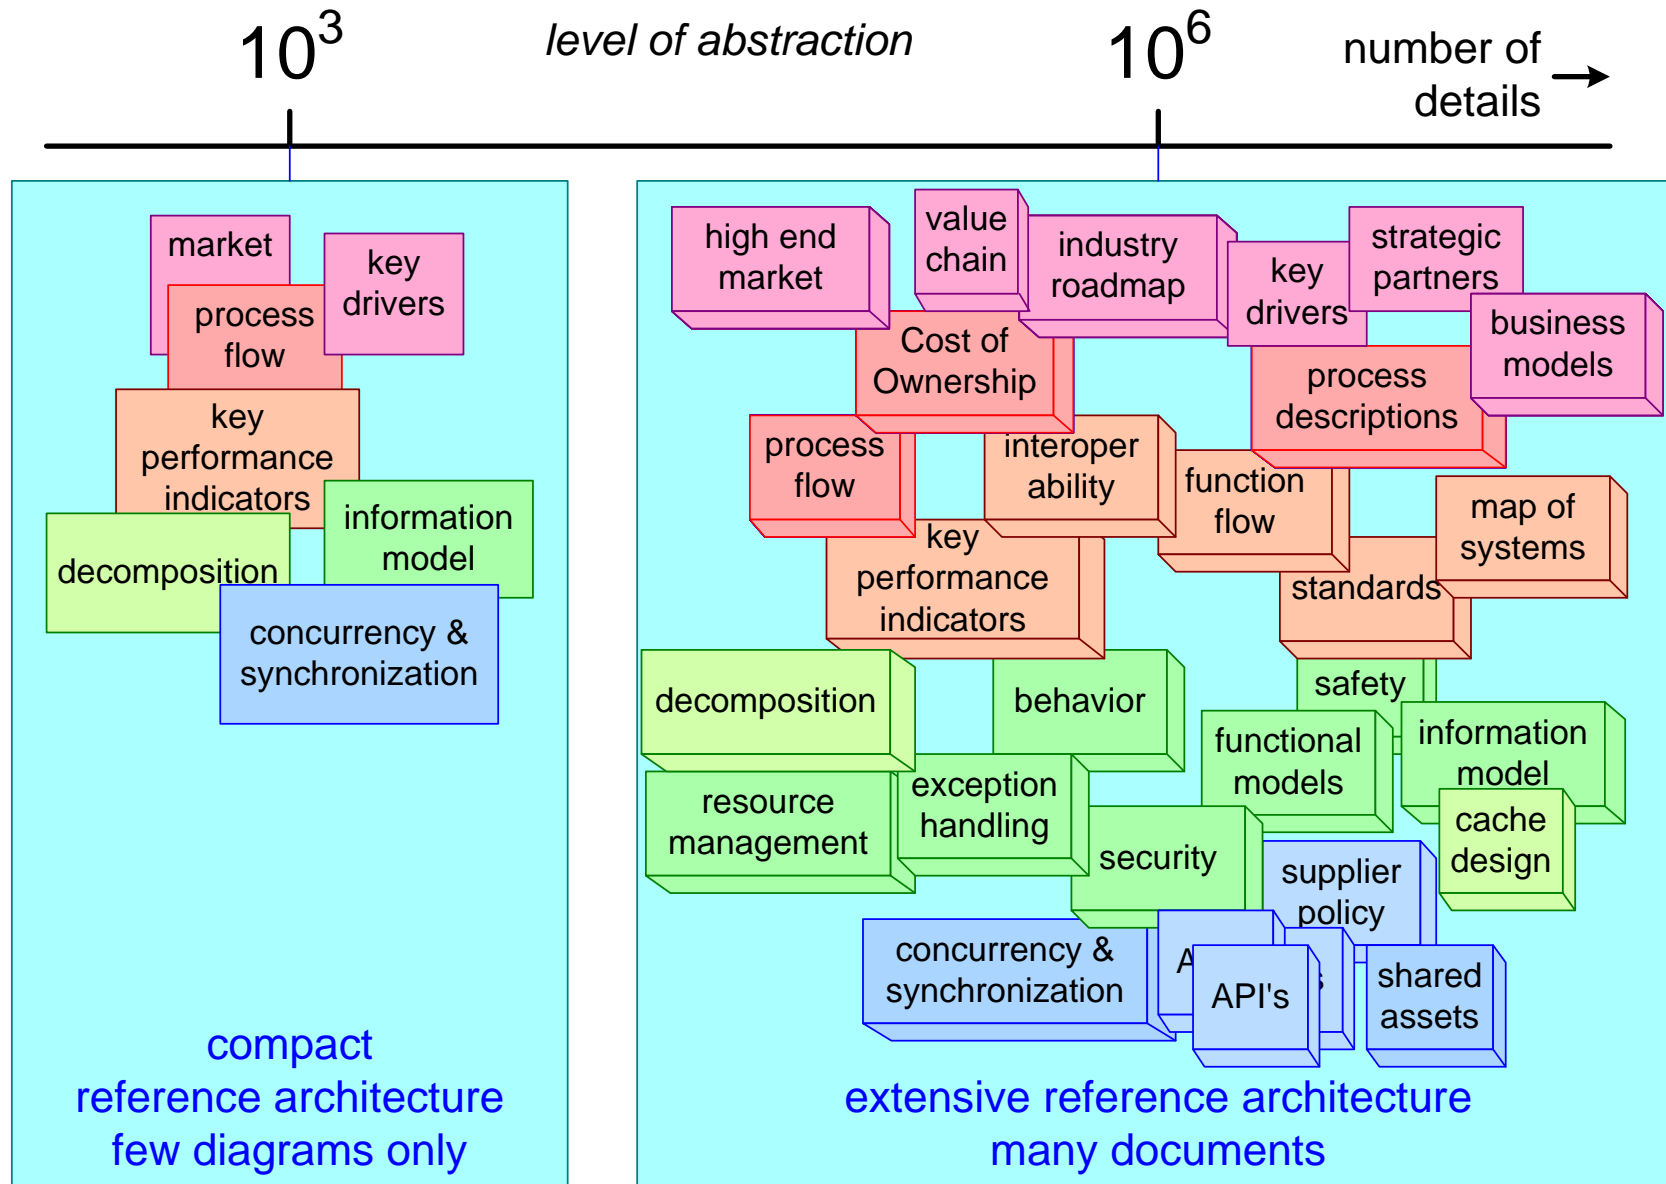 10^3
level of abstraction
10^6
number of
details
market
key
drivers
process
flow
key
performance
indicators
information
model
decomposition
concurrency &
synchronization
compact
reference architecture
few diagrams only
high end
market
value
chain
industry
roadmap
key
drivers
strategic
partners
business
models
Cost of
Ownership
process
descriptions
process
flow
interoper
ability
function
flow
map of
systems
key
performance
indicators
standards
decomposition
behavior
safety
functional
models
information
model
resource
management
exception
handling
security
cache
design
supplier
policy
concurrency &
synchronization
API's
shared
assets
extensive reference architecture
many documents